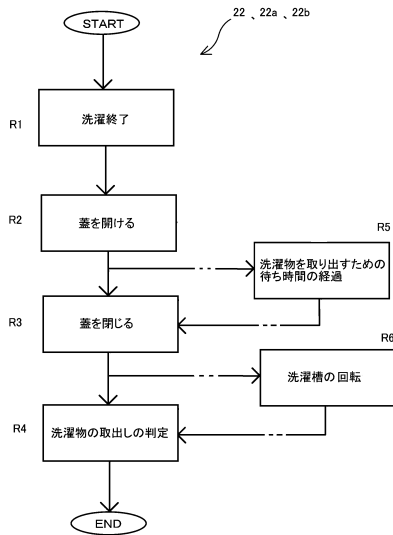 START
22 、22a 、22b
R1
洗濯終了
R2
蓋を開ける
R5
洗濯物を取り出すための
待ち時間の経過
R3
蓋を閉じる
R6
洗濯槽の回転
R4
洗濯物の取出しの判定
END